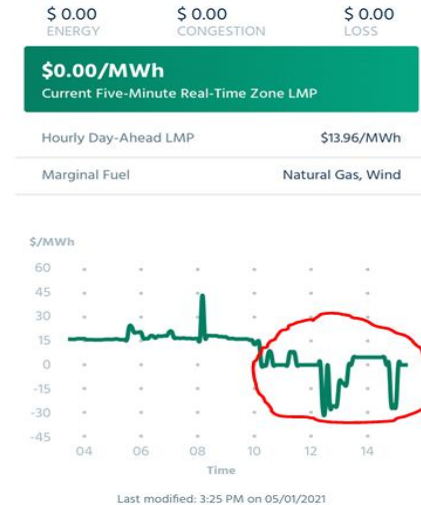 $ 0.00 $ 0.00 $ 0.00
ENERGY CONGESTION LOSS
$0.00/MWh
Current Five-Minute Real-Time Zone LMP
Hourly Day-Ahead LMP $13.96/MWh
Marginal Fuel Natural Gas, Wind
$/MWh
60
45
30
15
0
-15
-30
-45
04 06 08 10 12 14
Time
Last modified: 3:25 PM on 05/01/2021